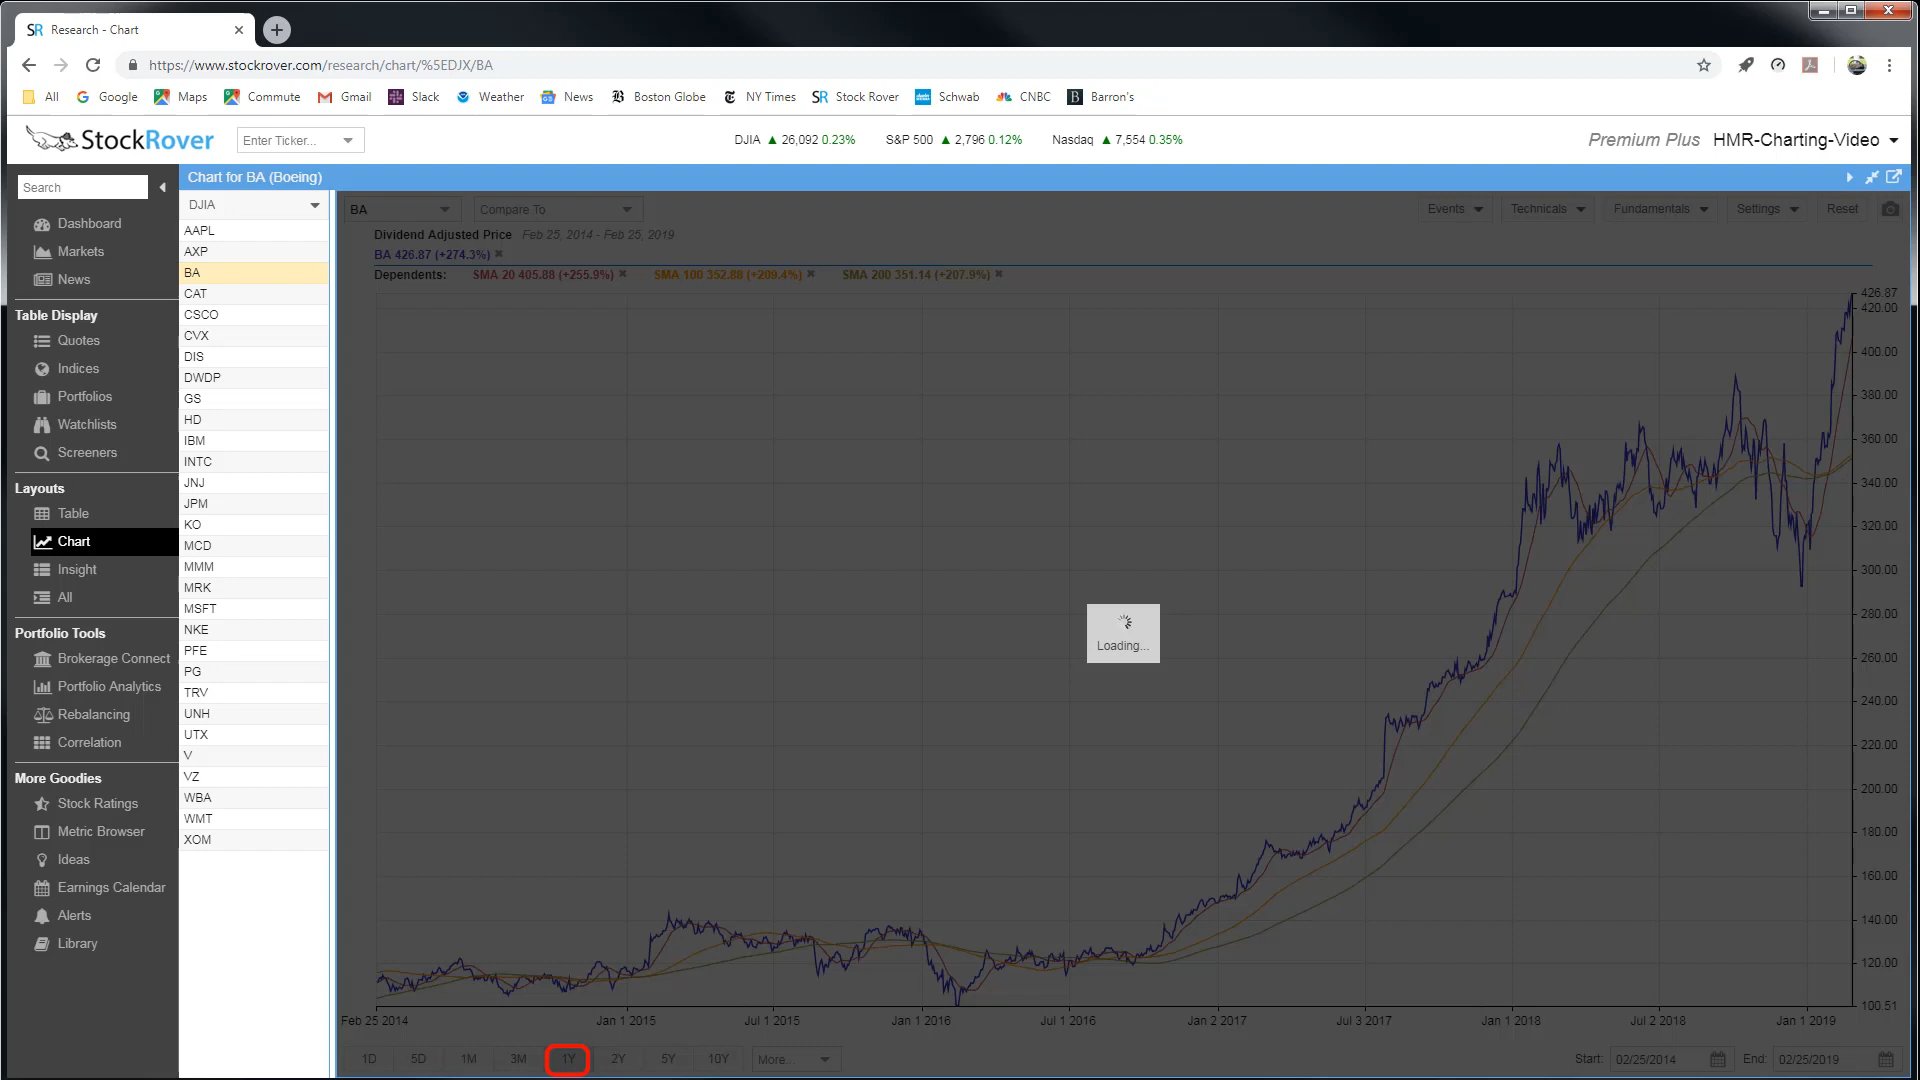 SR Research - Chart
https://www.stockrover.com/research/chart/%5EDJX/BA
All Google Maps Commute Gmail Slack Weather News Boston Globe NY Times SR Stock Rover Schwab CNBC Barron's
StockRover Enter Ticker... DJIA ▲ 26,092 0.23% S&P 500 ▲ 2,796 0.12% Nasdaq ▲ 7,554 0.35% Premium Plus HMR-Charting-Video
Search
Dashboard
Markets
News
Table Display
Quotes
Indices
Portfolios
Watchlists
Screeners
Layouts
Table
Chart
Insight
All
Portfolio Tools
Brokerage Connect
Portfolio Analytics
Rebalancing
Correlation
More Goodies
Stock Ratings
Metric Browser
Ideas
Earnings Calendar
Alerts
Library
Chart for BA (Boeing)
DJIA
AAPL
AXP
BA
CAT
CSCO
CVX
DIS
DWDP
GS
HD
IBM
INTC
JNJ
JPM
KO
MCD
MMM
MRK
MSFT
NKE
PFE
PG
TRV
UNH
UTX
V
VZ
WBA
WMT
XOM
BA Compare To Events Technicals Fundamentals Settings Reset
Dividend Adjusted Price Feb 25, 2014 - Feb 25, 2019
BA 426.87 (+274.3%)
Dependents: SMA 20 405.88 (+255.9%) SMA 100 352.88 (+209.4%) SMA 200 351.14 (+207.9%)
426.87
420.00
400.00
380.00
360.00
340.00
320.00
300.00
280.00
260.00
240.00
220.00
200.00
180.00
160.00
140.00
120.00
100.51
Loading...
Feb 25 2014 Jan 1 2015 Jul 1 2015 Jan 1 2016 Jul 1 2016 Jan 2 2017 Jul 3 2017 Jan 1 2018 Jul 2 2018 Jan 1 2019
1D 5D 1M 3M 1Y 2Y 5Y 10Y More... Start: 02/25/2014 End: 02/25/2019